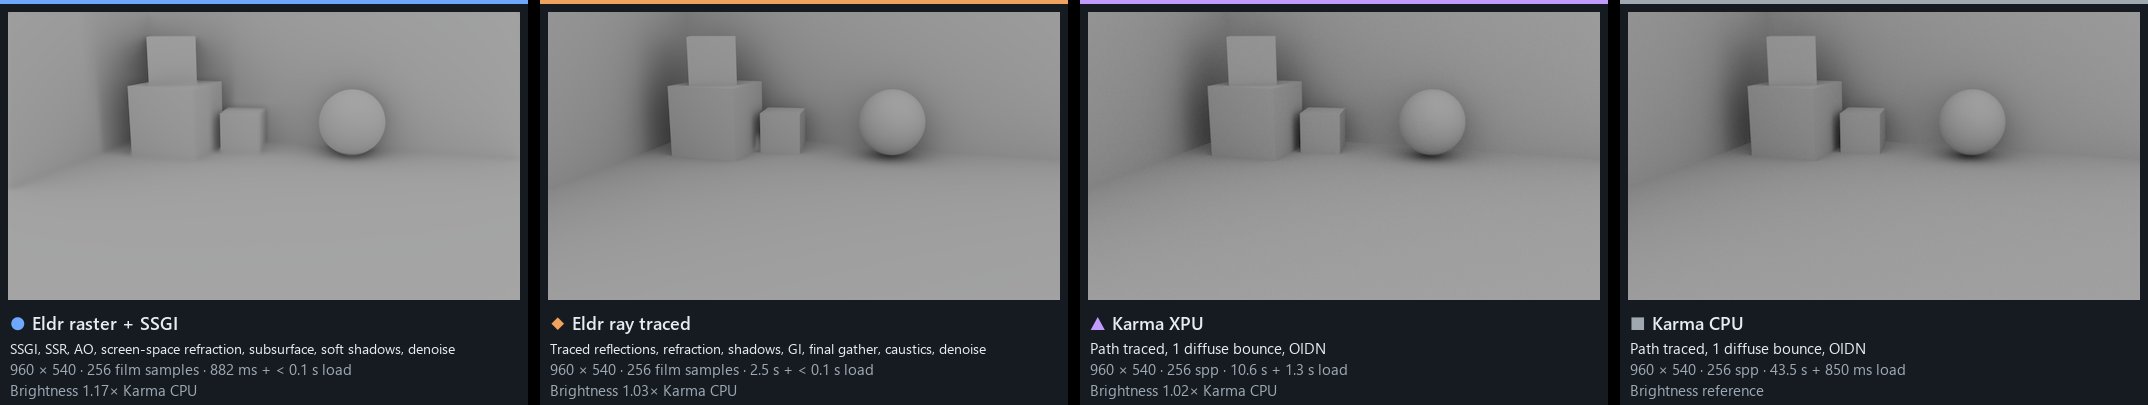 Eldr raster + SSGI
SSGI, SSR, AO, screen-space refraction, subsurface, soft shadows, denoise
960 × 540 · 256 film samples · 882 ms + < 0.1 s load
Brightness 1.17× Karma CPU
Eldr ray traced
Traced reflections, refraction, shadows, GI, final gather, caustics, denoise
960 × 540 · 256 film samples · 2.5 s + < 0.1 s load
Brightness 1.03× Karma CPU
Karma XPU
Path traced, 1 diffuse bounce, OIDN
960 × 540 · 256 spp · 10.6 s + 1.3 s load
Brightness 1.02× Karma CPU
Karma CPU
Path traced, 1 diffuse bounce, OIDN
960 × 540 · 256 spp · 43.5 s + 850 ms load
Brightness reference